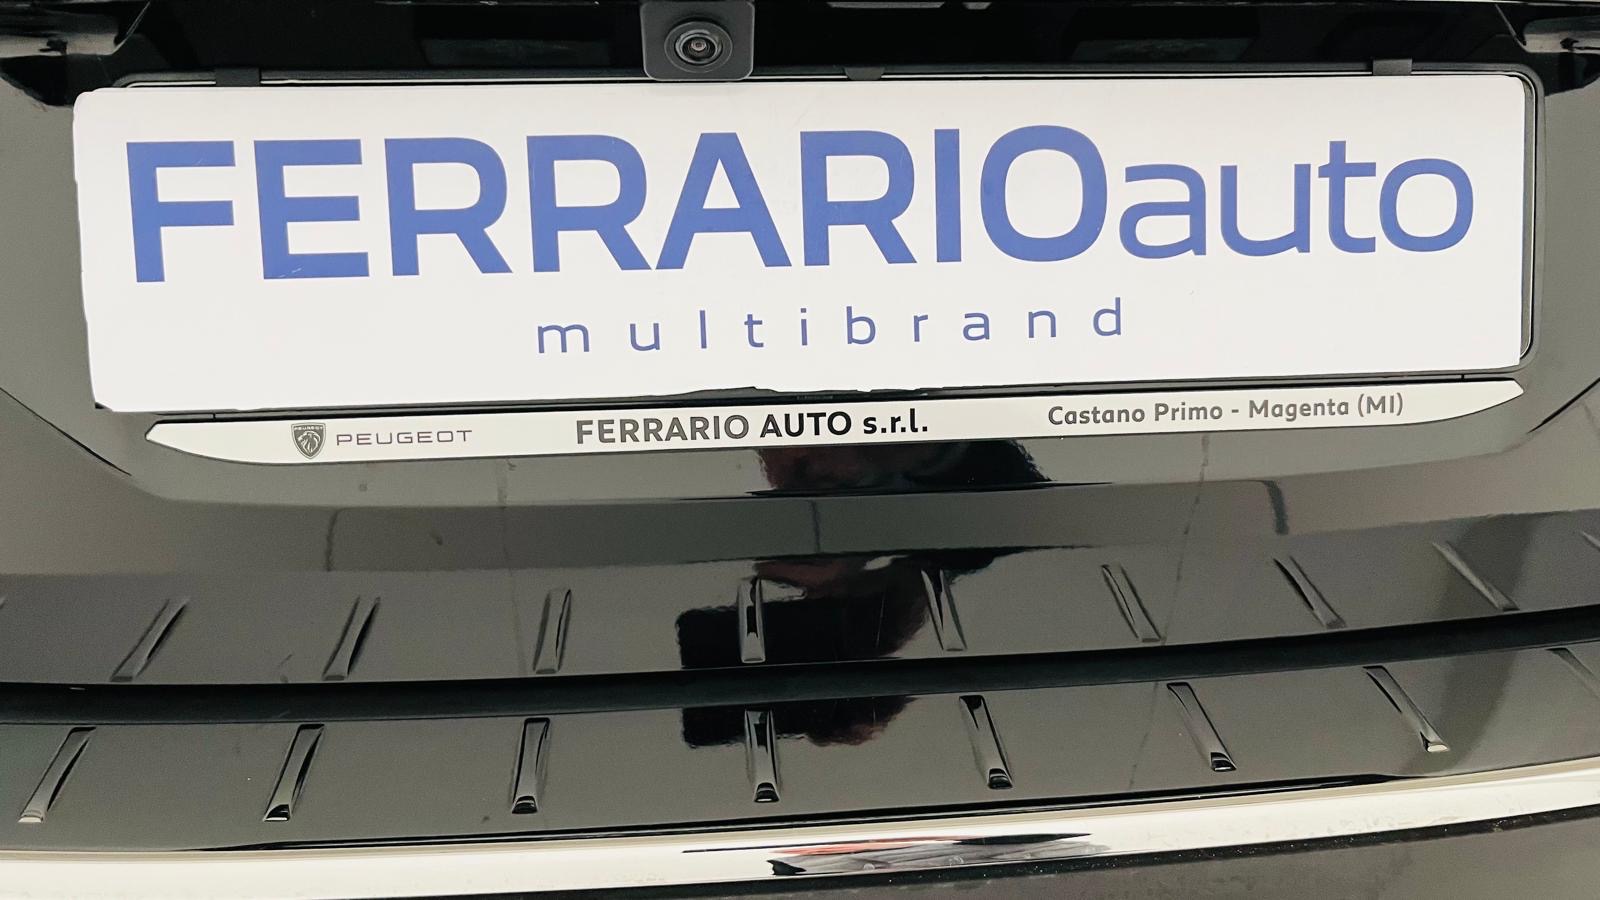 FERRARIOauto
multibrand
PEUGEOT FERRARIO AUTO s.r.l. Castano Primo - Magenta (MI)